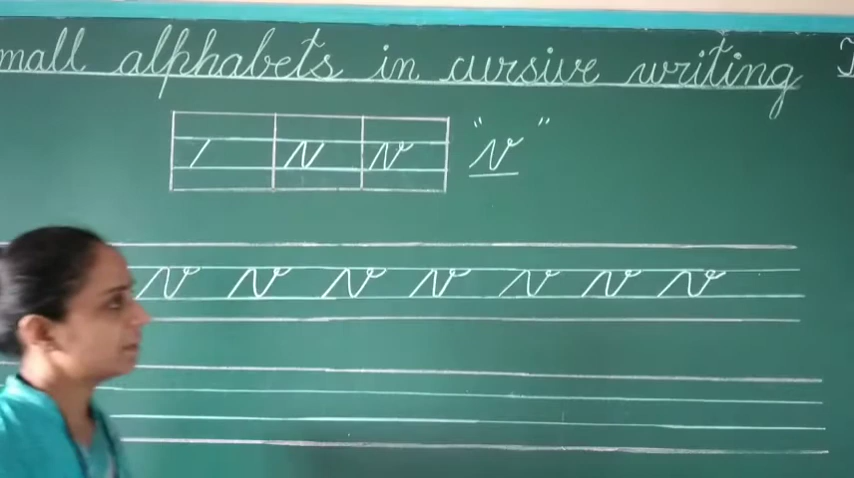 mall alphabets in cursive writing
v v "v"
v v v v v v v